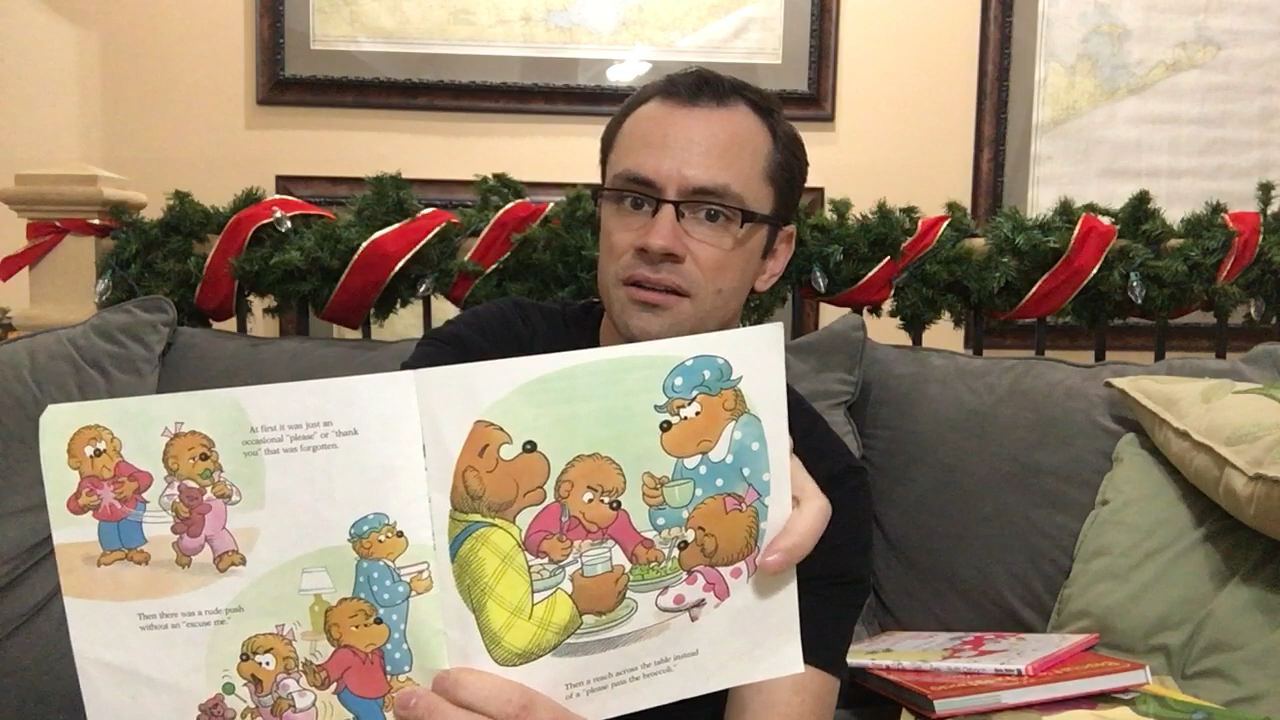 At first it was just an
occasional "please" or "thank
you" that was forgotten.
Then there was a rude push
without an "excuse me."
Then a reach across the table instead
of a "please pass the broccoli."